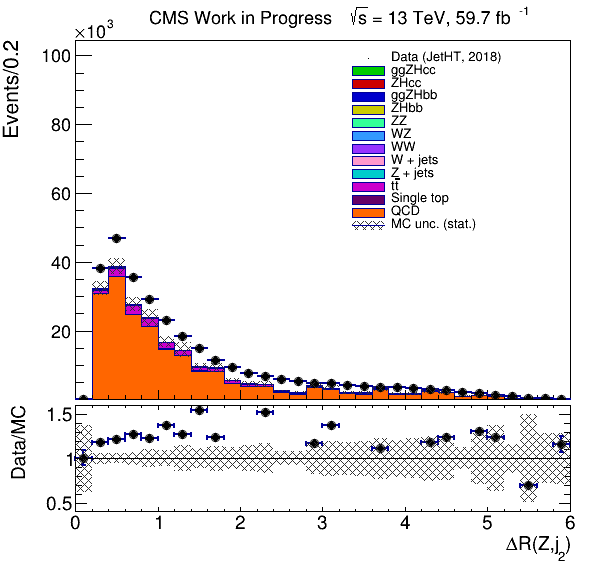 CMS Work in Progress √s = 13 TeV, 59.7 fb⁻¹
×10³
Events/0.2
100
80
60
40
20
Data (JetHT, 2018)
ggZHcc
ZHcc
ggZHbb
ZHbb
ZZ
WZ
WW
W + jets
Z + jets
tt̅
Single top
QCD
MC unc. (stat.)
Data/MC
1.5
1
0.5
0 1 2 3 4 5 6
ΔR(Z,j₂)